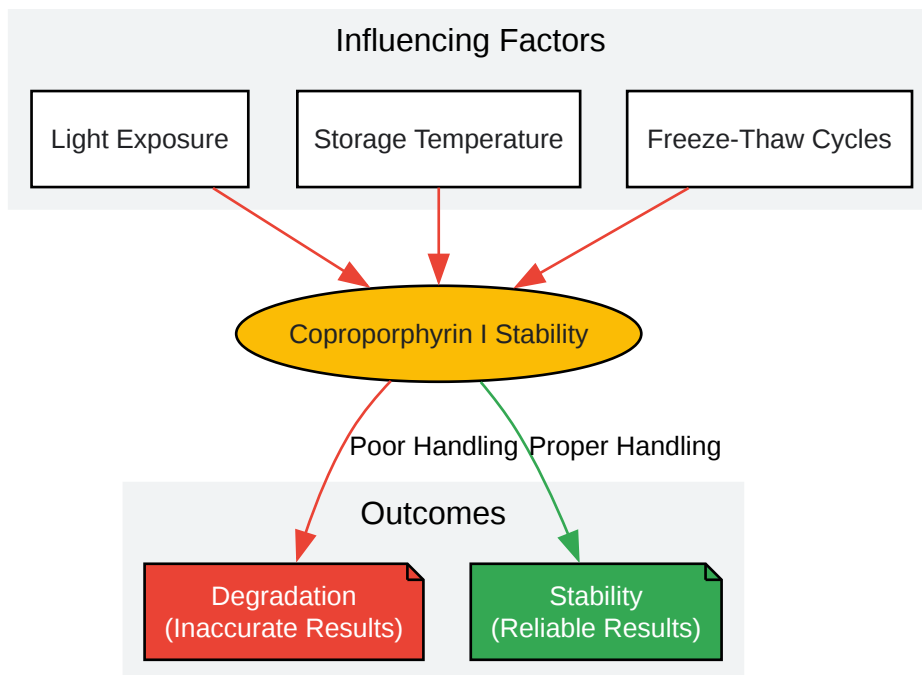 Influencing Factors
Light Exposure
Storage Temperature
Freeze-Thaw Cycles
Coproporphyrin I Stability
Poor Handling
Proper Handling
Outcomes
Degradation
(Inaccurate Results)
Stability
(Reliable Results)